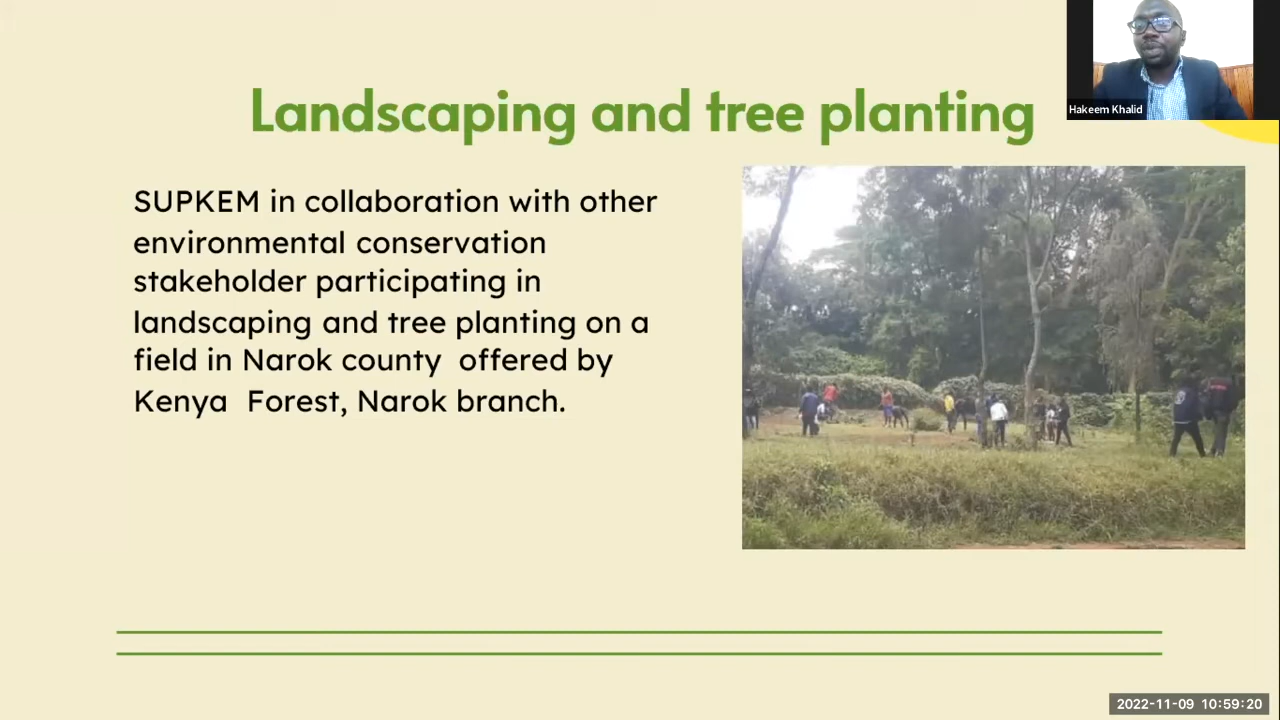 Landscaping and tree planting
Hakeem Khalid
SUPKEM in collaboration with other
environmental conservation
stakeholder participating in
landscaping and tree planting on a
field in Narok county  offered by
Kenya  Forest, Narok branch.
2022-11-09 10:59:20